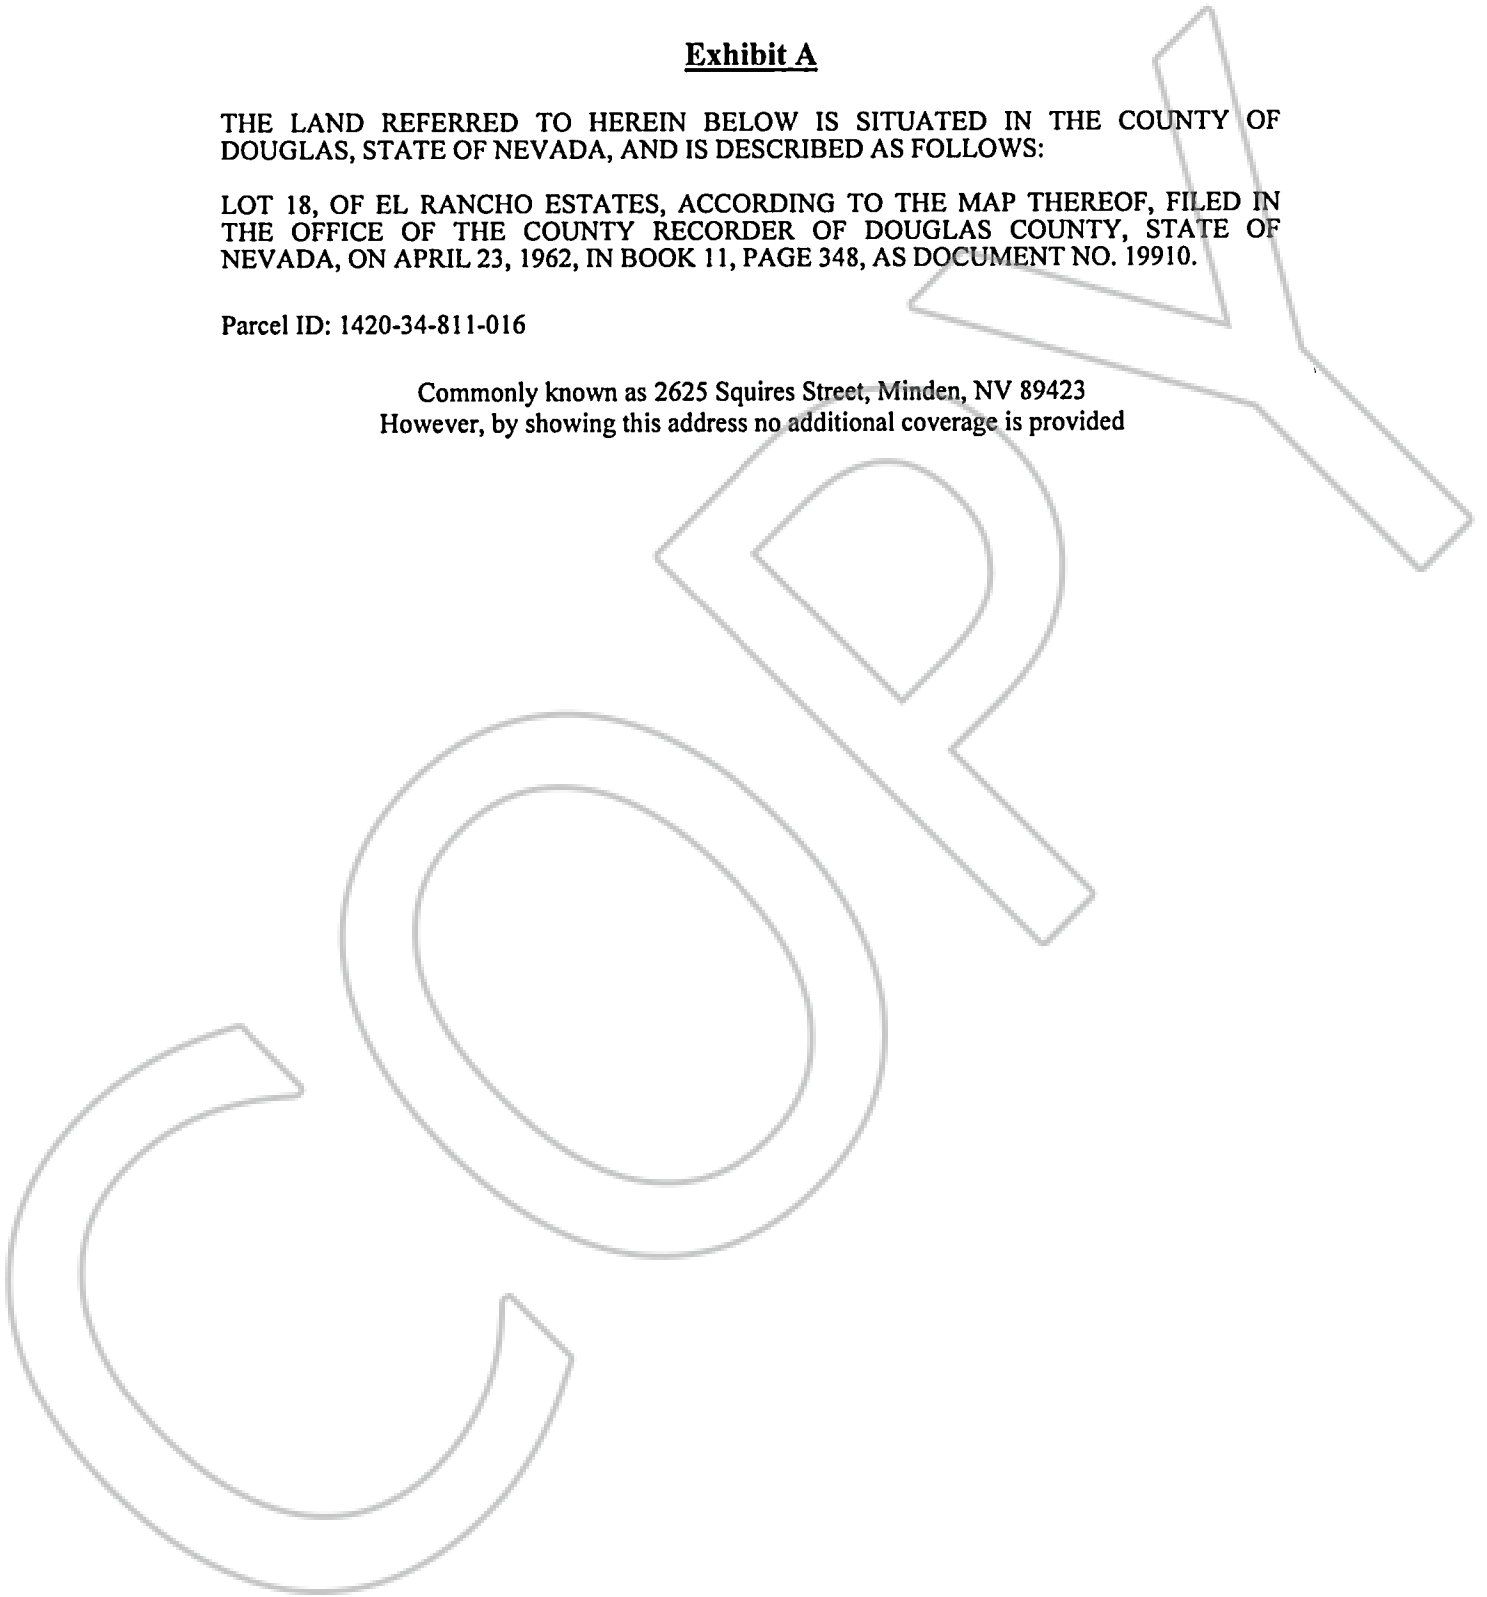 Exhibit A
THE LAND REFERRED TO HEREIN BELOW IS SITUATED IN THE COUNTY OF
DOUGLAS, STATE OF NEVADA, AND IS DESCRIBED AS FOLLOWS:
LOT 18, OF EL RANCHO ESTATES, ACCORDING TO THE MAP THEREOF, FILED IN
THE OFFICE OF THE COUNTY RECORDER OF DOUGLAS COUNTY, STATE OF
NEVADA, ON APRIL 23, 1962, IN BOOK 11, PAGE 348, AS DOCUMENT NO. 19910.
Parcel ID: 1420-34-811-016
Commonly known as 2625 Squires Street, Minden, NV 89423
However, by showing this address no additional coverage is provided
COPY